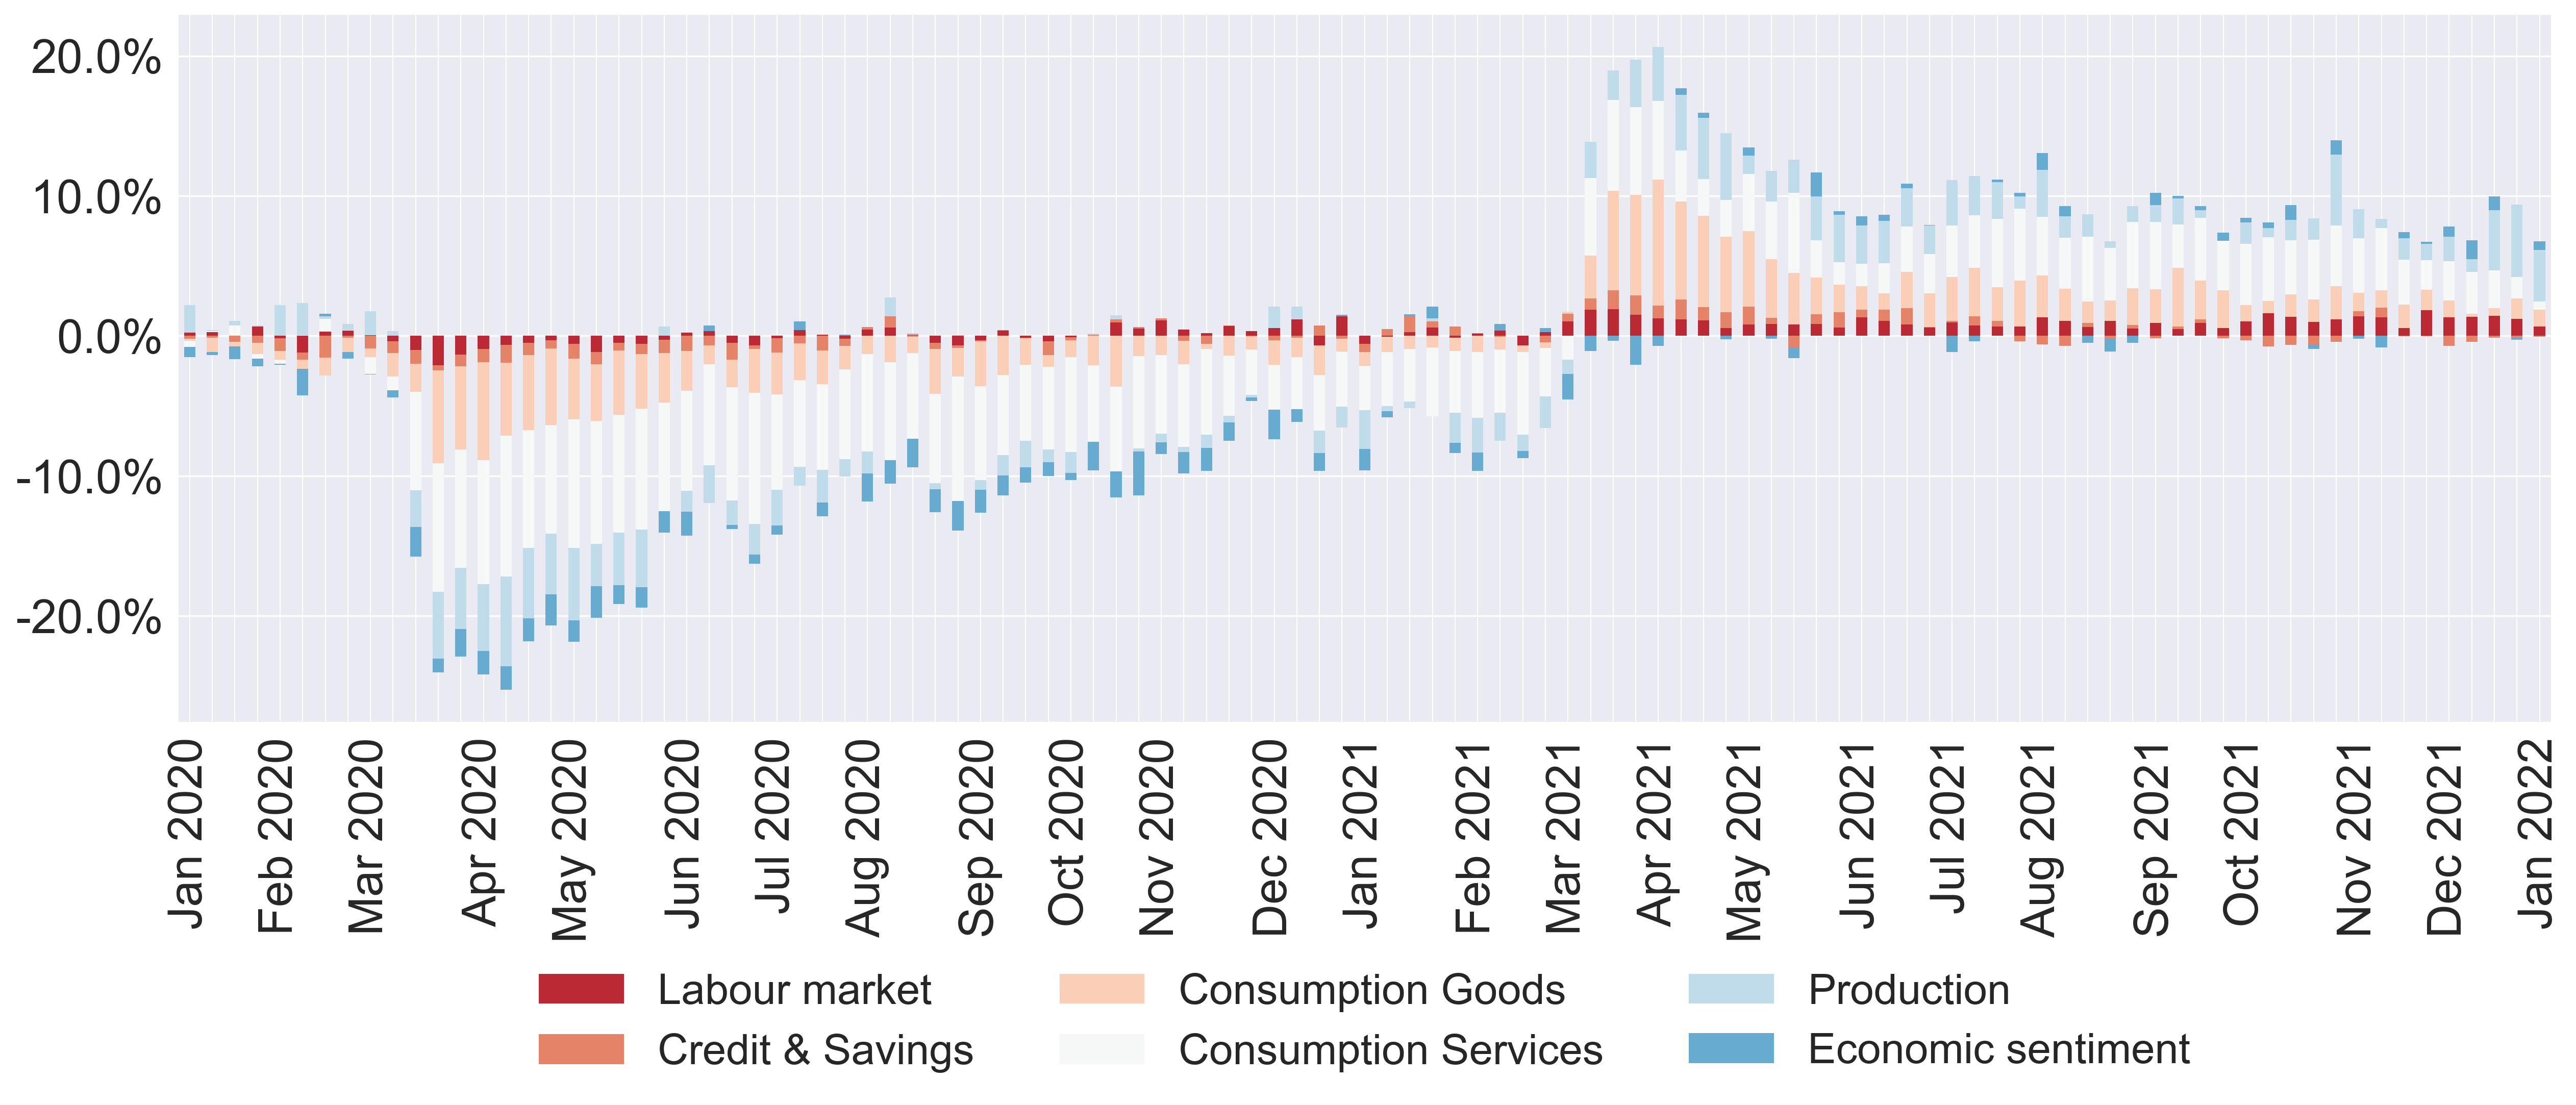 20.0%
10.0%
0.0%
-10.0%
-20.0%
Jan 2020
Feb 2020
Mar 2020
Apr 2020
May 2020
Jun 2020
Jul 2020
Aug 2020
Sep 2020
Oct 2020
Nov 2020
Dec 2020
Jan 2021
Feb 2021
Mar 2021
Apr 2021
May 2021
Jun 2021
Jul 2021
Aug 2021
Sep 2021
Oct 2021
Nov 2021
Dec 2021
Jan 2022
Labour market
Consumption Goods
Production
Credit & Savings
Consumption Services
Economic sentiment